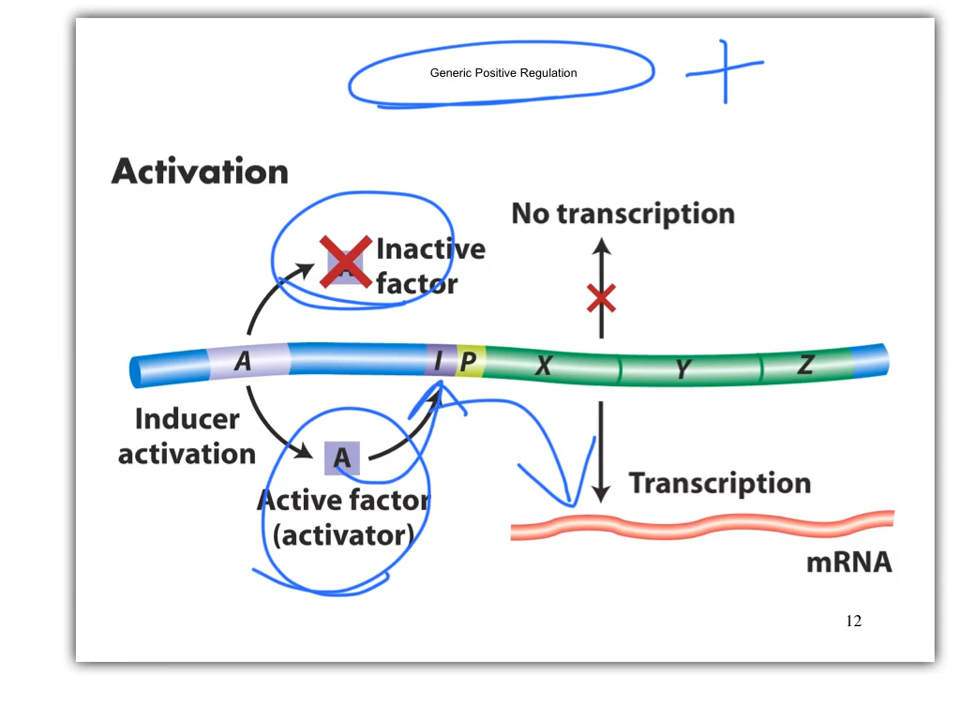 Generic Positive Regulation +
Activation
No transcription
A Inactive
factor
A I P X Y Z
Inducer
activation
A
Active factor
(activator)
Transcription
mRNA
12